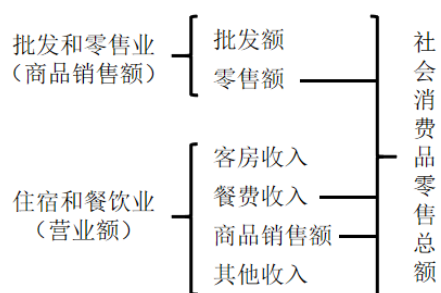 批发和零售业
（商品销售额）
批发额
零售额
住宿和餐饮业
（营业额）
客房收入
餐费收入
商品销售额
其他收入
社会消费品零售总额